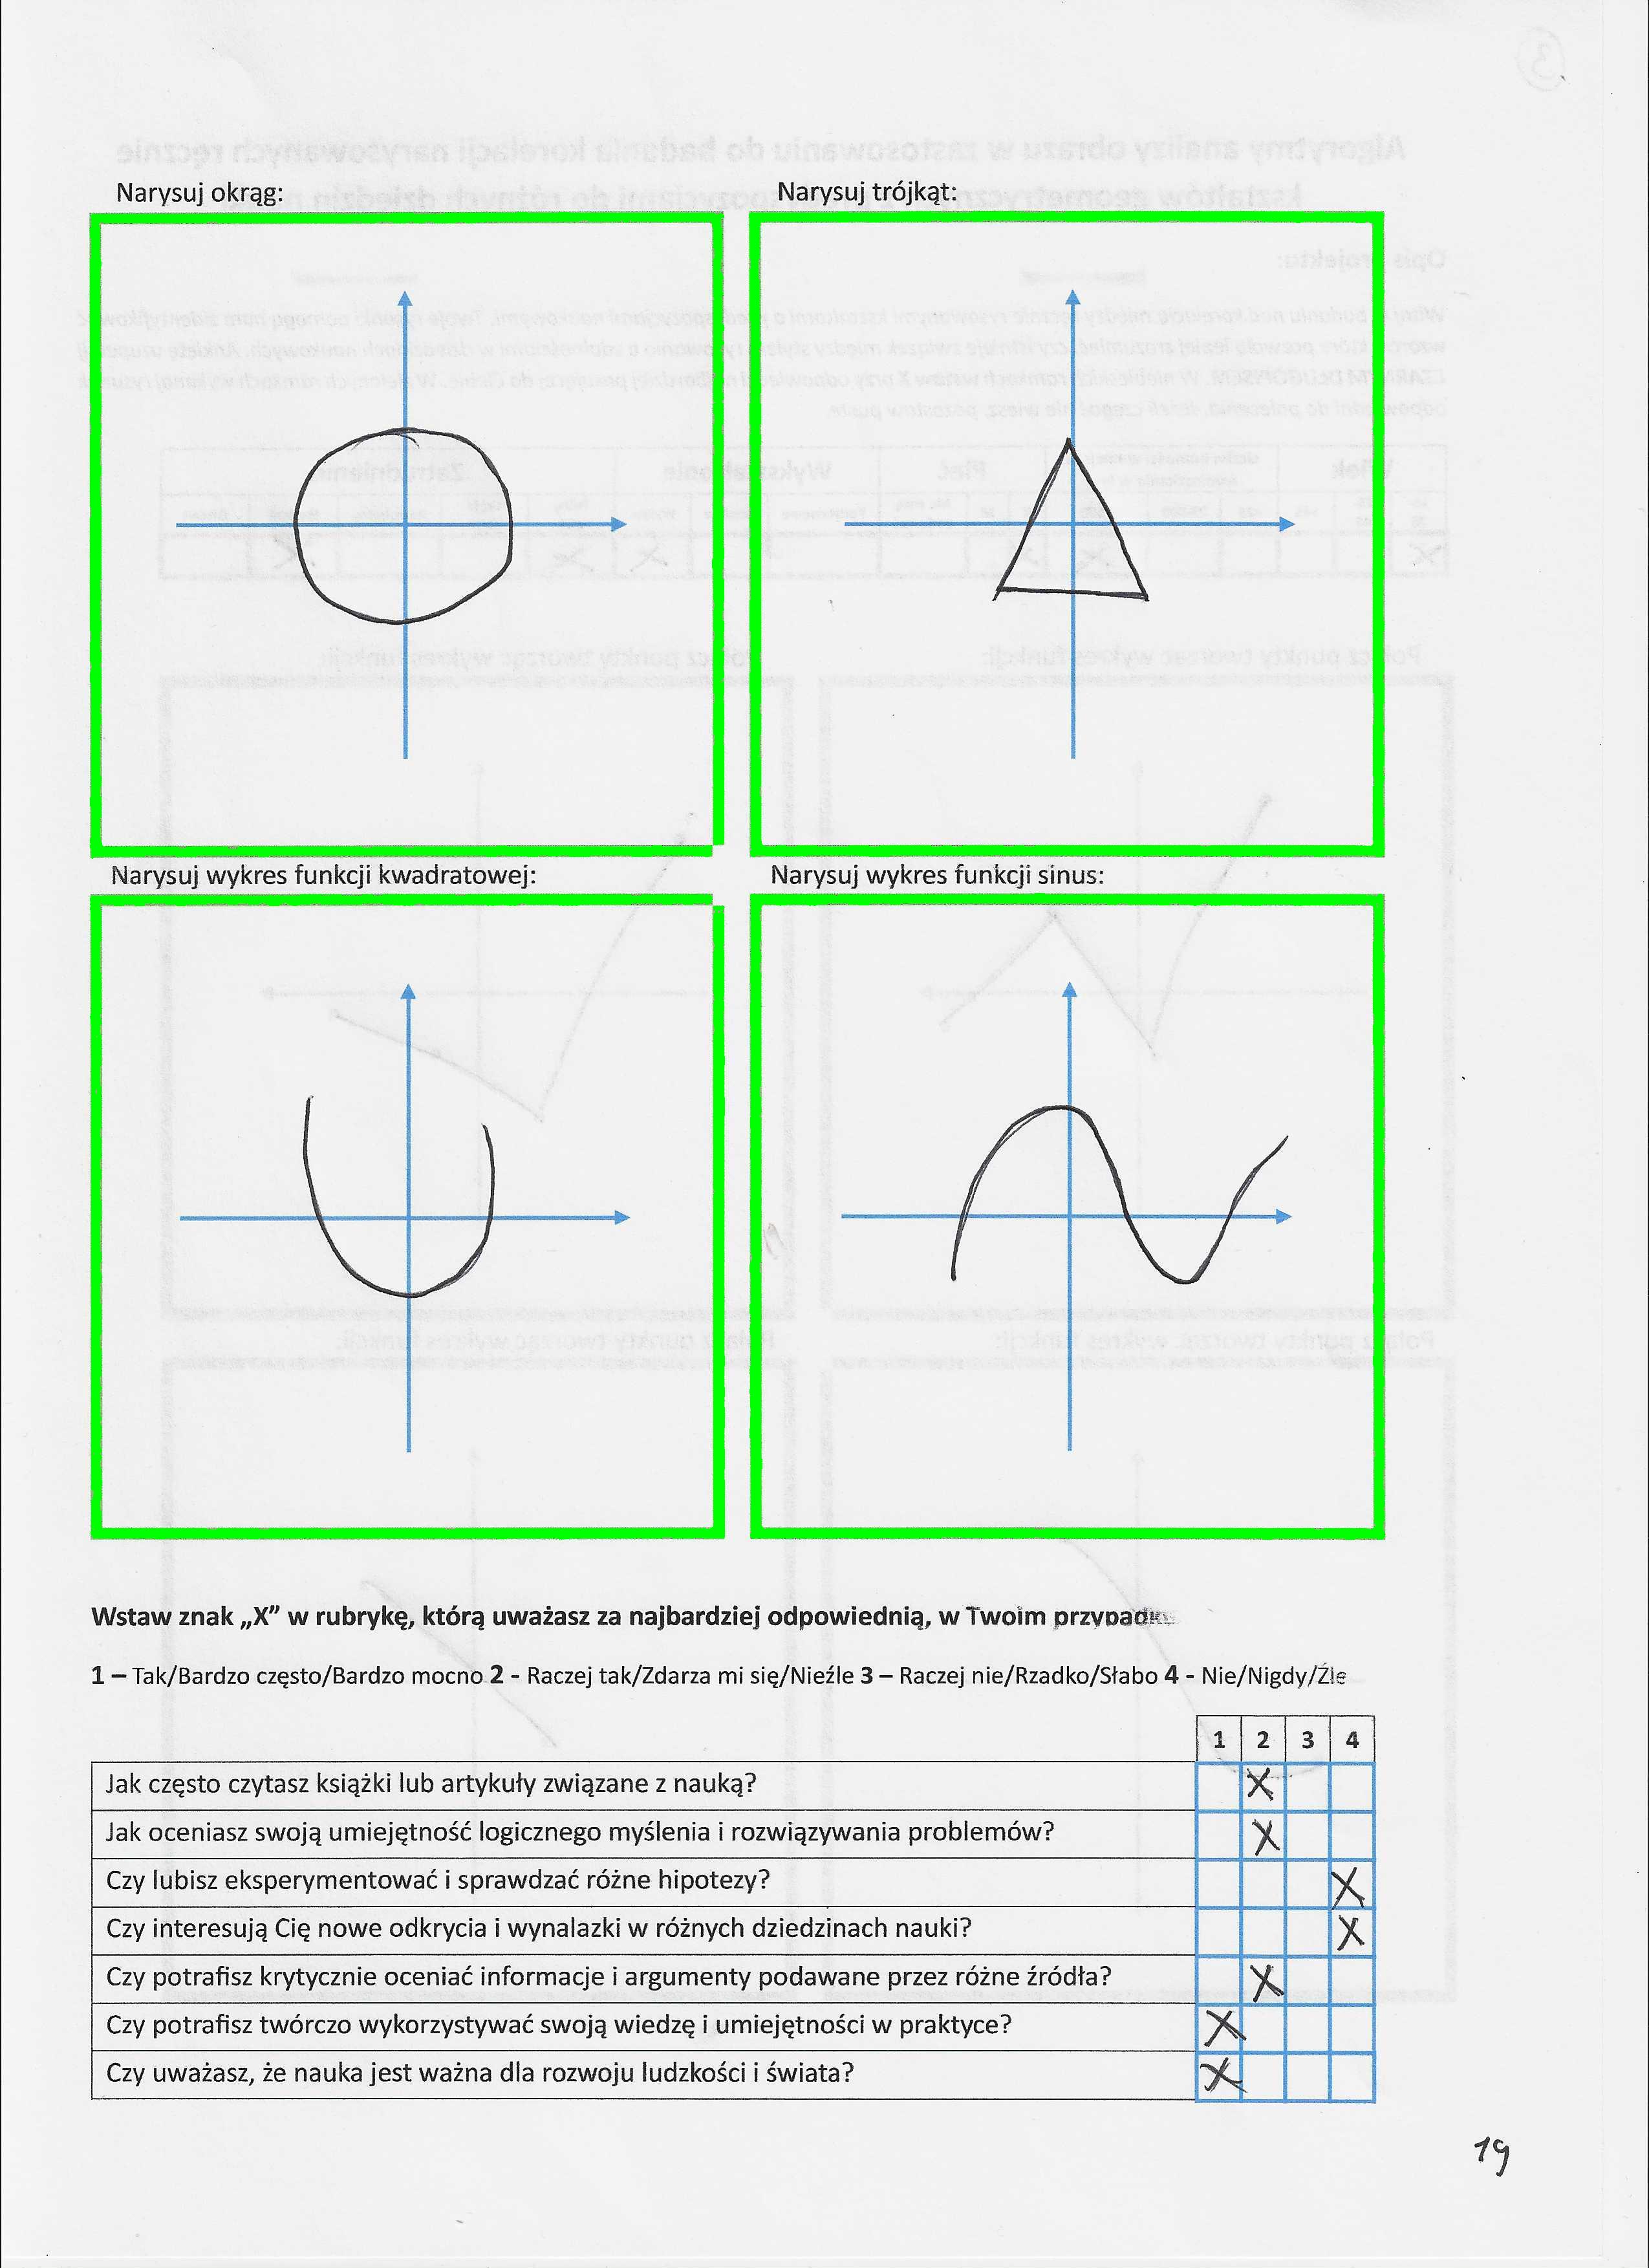 Narysuj okrąg:
Narysuj trójkąt:
Narysuj wykres funkcji kwadratowej:
Narysuj wykres funkcji sinus:
Wstaw znak „X” w rubrykę, którą uważasz za najbardziej odpowiednią, w Twoim przypadku
1 – Tak/Bardzo często/Bardzo mocno 2 - Raczej tak/Zdarza mi się/Nieźle 3 – Raczej nie/Rzadko/Słabo 4 - Nie/Nigdy/Źle
1 2 3 4
Jak często czytasz książki lub artykuły związane z nauką? X
Jak oceniasz swoją umiejętność logicznego myślenia i rozwiązywania problemów? X
Czy lubisz eksperymentować i sprawdzać różne hipotezy? X
Czy interesują Cię nowe odkrycia i wynalazki w różnych dziedzinach nauki? X
Czy potrafisz krytycznie oceniać informacje i argumenty podawane przez różne źródła? X
Czy potrafisz twórczo wykorzystywać swoją wiedzę i umiejętności w praktyce? X
Czy uważasz, że nauka jest ważna dla rozwoju ludzkości i świata? X
19